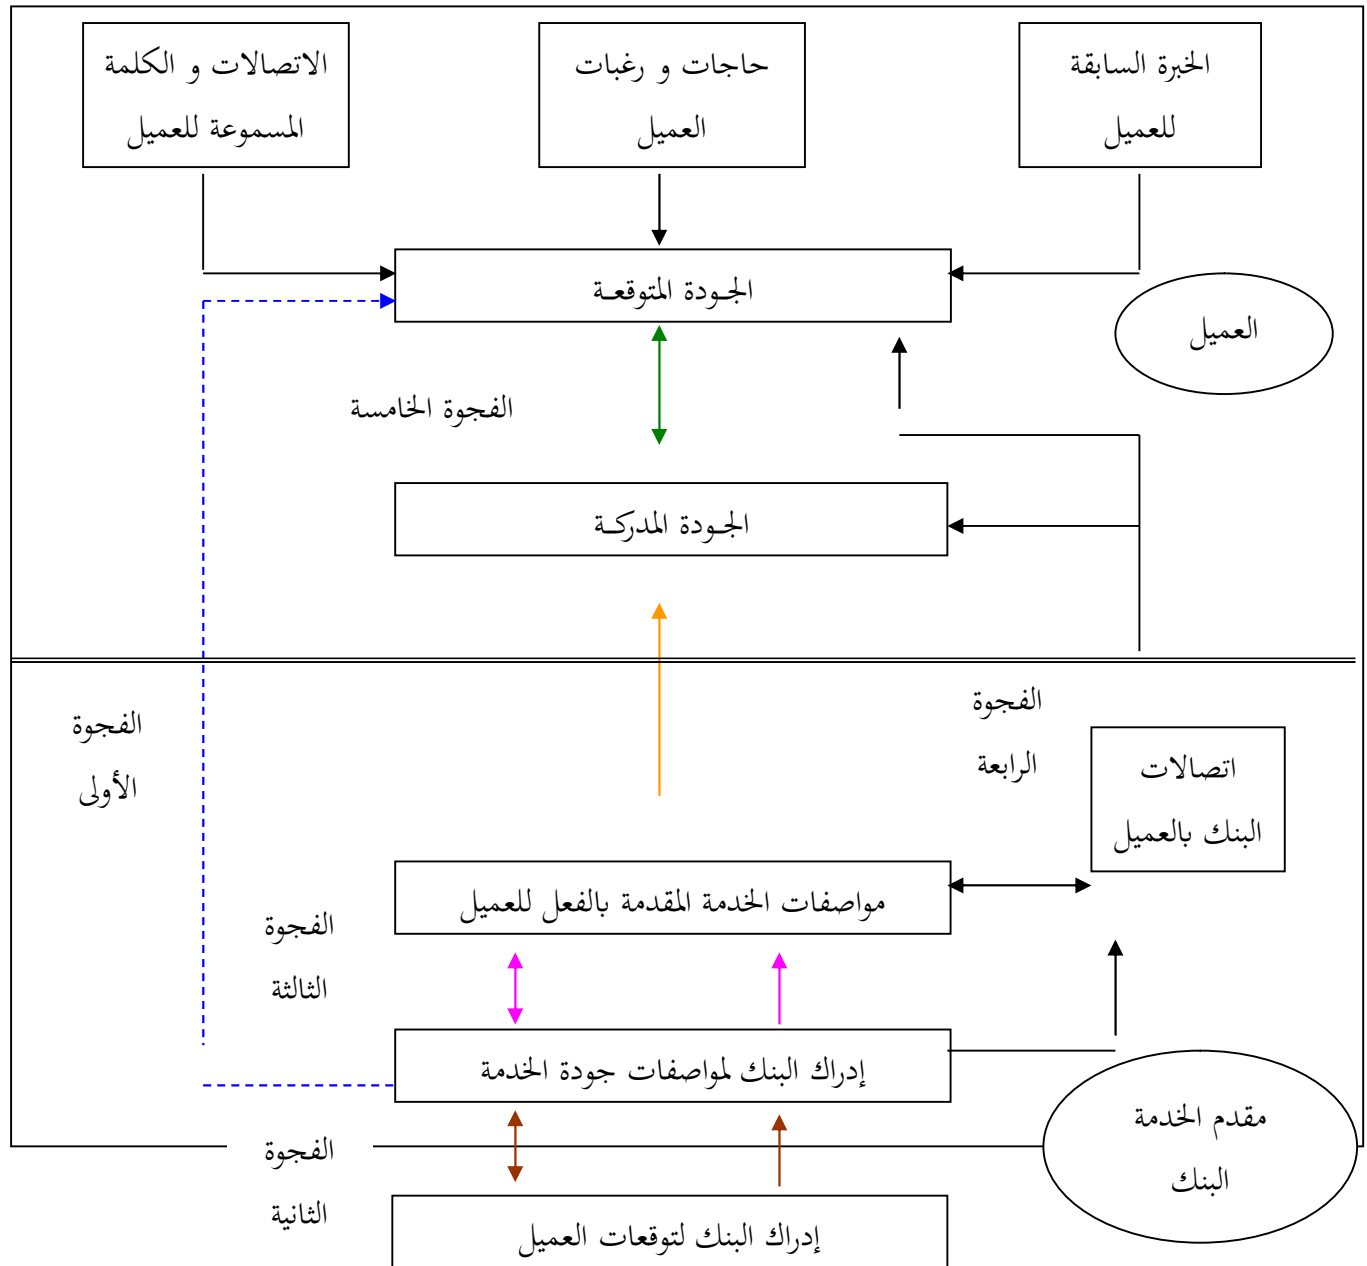 الخبرة السابقة
للعميل
حاجات و رغبات
العميل
الاتصالات و الكلمة
المسموعة للعميل
الجـودة المتوقعـة
العميل
الفجوة الخامسة
الجـودة المدركـة
الفجوة
الرابعة
الفجوة
الأولى
اتصالات
البنك بالعميل
مواصفات الخدمة المقدمة بالفعل للعميل
الفجوة
الثالثة
إدراك البنك لمواصفات جودة الخدمة
مقدم الخدمة
البنك
الفجوة
الثانية
إدراك البنك لتوقعات العميل